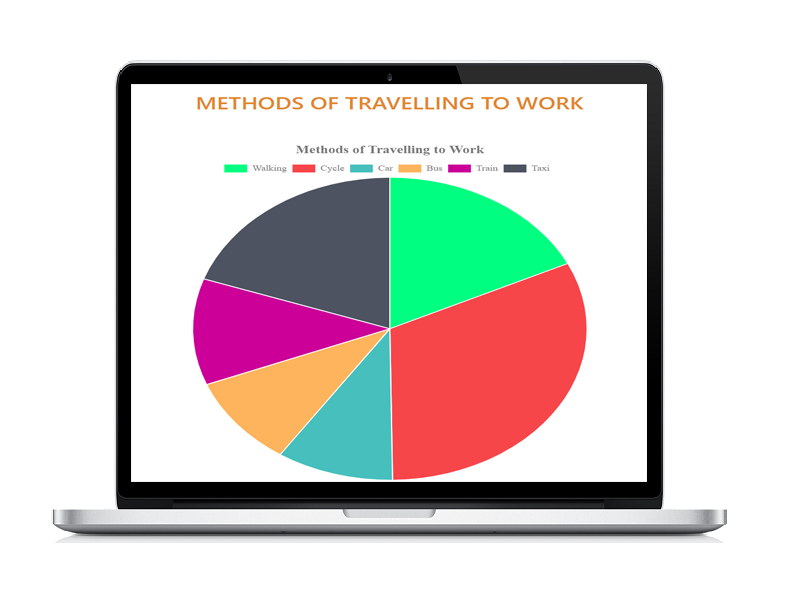 METHODS OF TRAVELLING TO WORK
Methods of Travelling to Work
Walking Cycle Car Bus Train Taxi